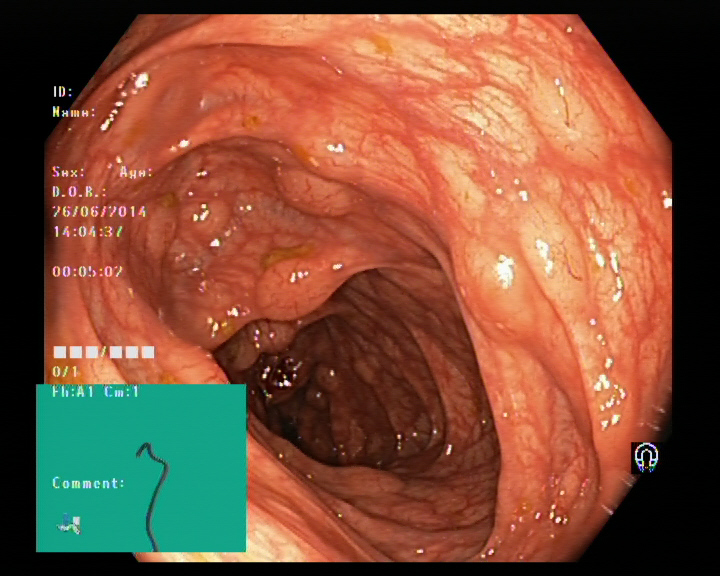 ID:
Name:
Sex: Age:
D.O.B.:
26/06/2014
14:04:37
00:05:02
0/1
Ph:A1 Cm:1
Comment: